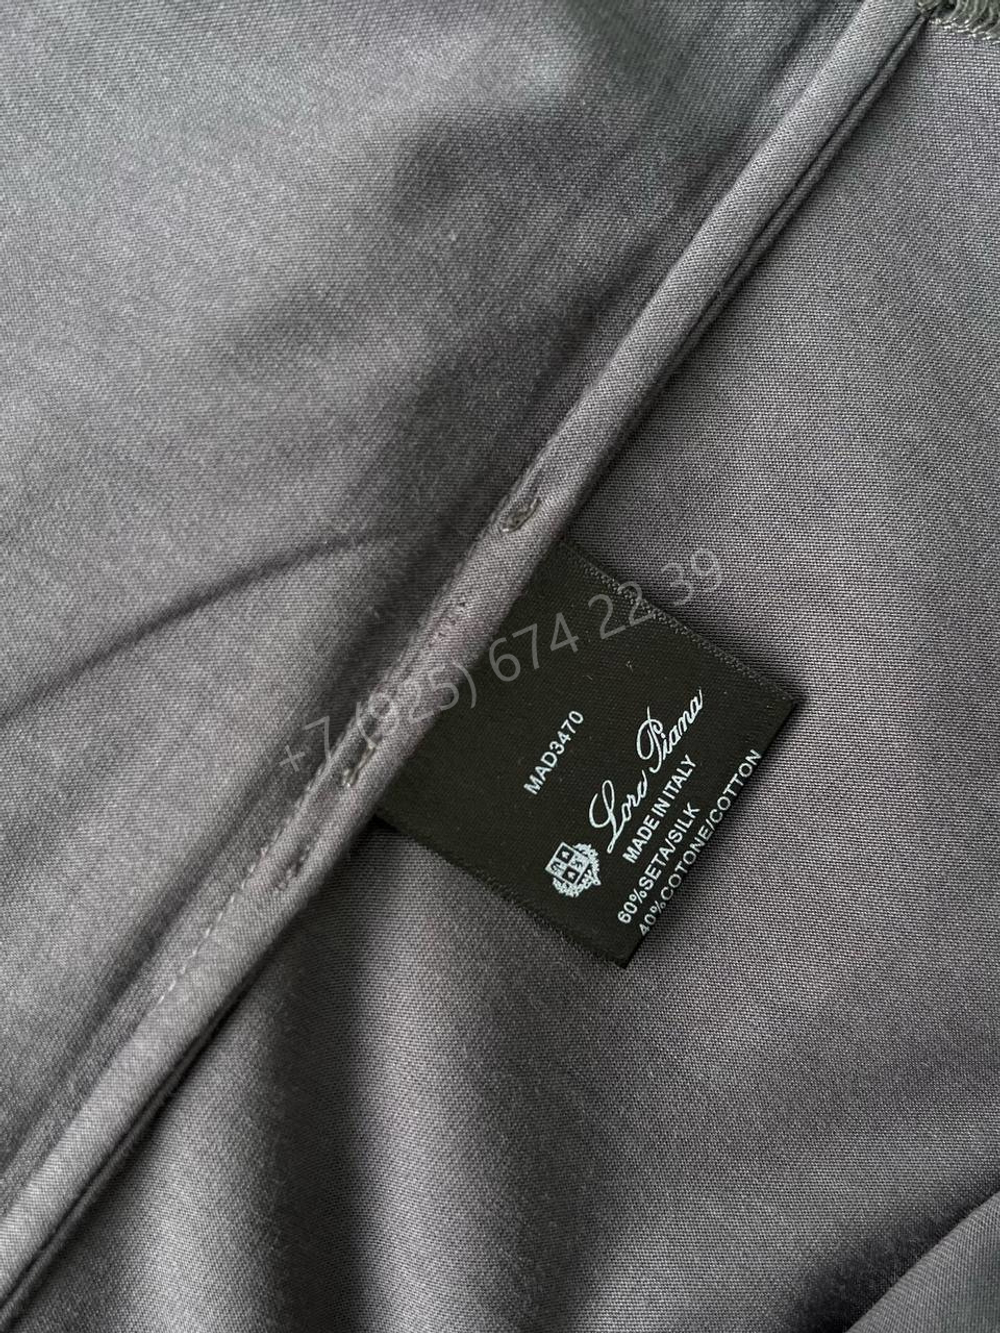 +7 (925) 674 22 39
MAD3470
Loro Piana
MADE IN ITALY
60%SETA/SILK
40%COTONE/COTTON